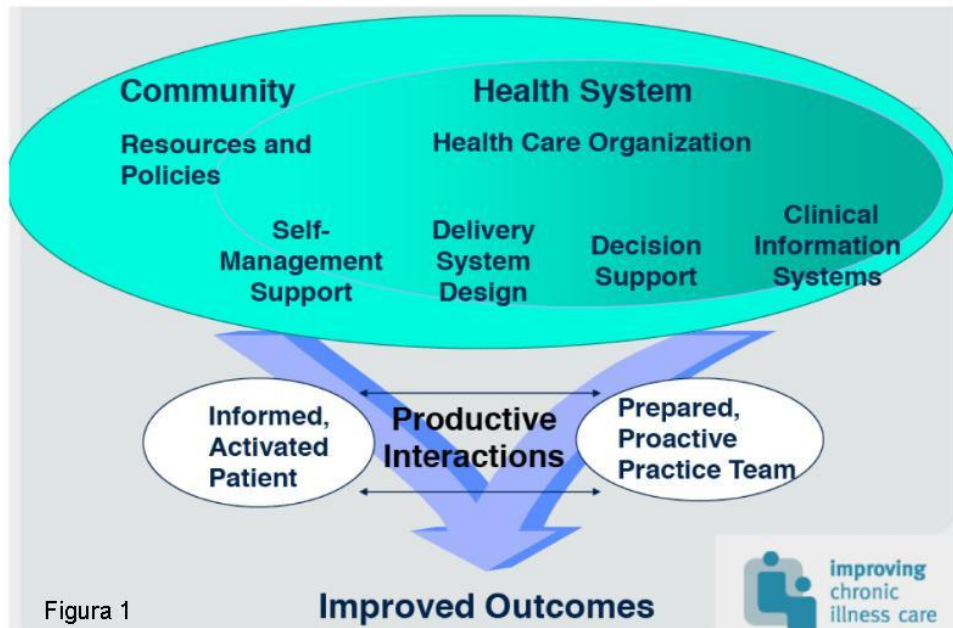 Community
Health System
Resources and
Policies
Health Care Organization
Self-
Management
Support
Delivery
System
Design
Decision
Support
Clinical
Information
Systems
Informed,
Activated
Patient
Productive
Interactions
Prepared,
Proactive
Practice Team
Improved Outcomes
Figura 1
improving
chronic
illness care